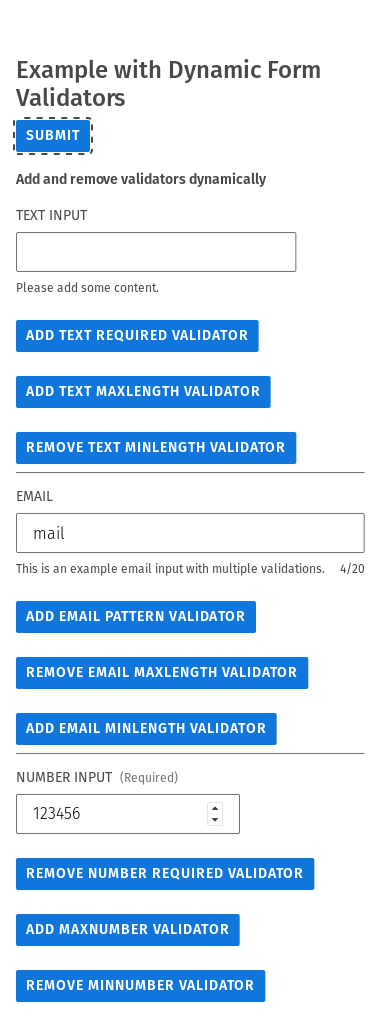 Example with Dynamic Form
Validators
SUBMIT
Add and remove validators dynamically
TEXT INPUT
Please add some content.
ADD TEXT REQUIRED VALIDATOR
ADD TEXT MAXLENGTH VALIDATOR
REMOVE TEXT MINLENGTH VALIDATOR
EMAIL
mail
This is an example email input with multiple validations. 4/20
ADD EMAIL PATTERN VALIDATOR
REMOVE EMAIL MAXLENGTH VALIDATOR
ADD EMAIL MINLENGTH VALIDATOR
NUMBER INPUT (Required)
123456
REMOVE NUMBER REQUIRED VALIDATOR
ADD MAXNUMBER VALIDATOR
REMOVE MINNUMBER VALIDATOR